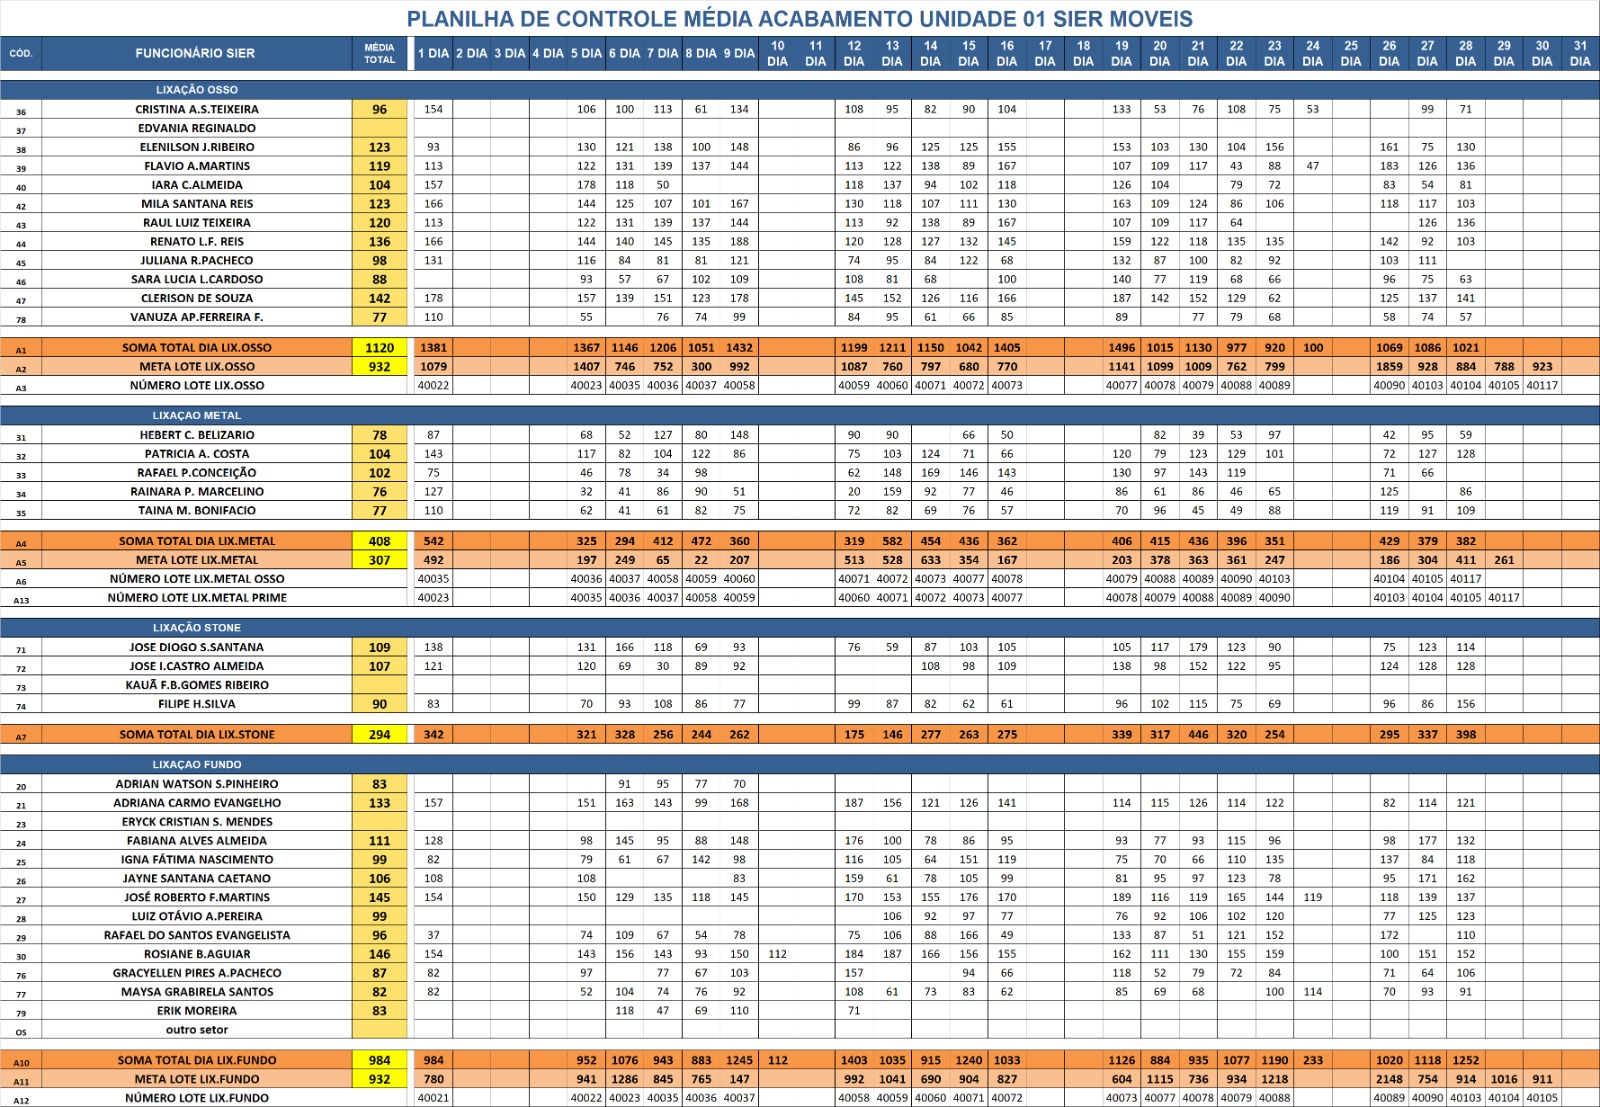 PLANILHA DE CONTROLE MÉDIA ACABAMENTO UNIDADE 01 SIER MOVEIS
CÓD. FUNCIONÁRIO SIER MÉDIA TOTAL 1 DIA 2 DIA 3 DIA 4 DIA 5 DIA 6 DIA 7 DIA 8 DIA 9 DIA 10 DIA 11 DIA 12 DIA 13 DIA 14 DIA 15 DIA 16 DIA 17 DIA 18 DIA 19 DIA 20 DIA 21 DIA 22 DIA 23 DIA 24 DIA 25 DIA 26 DIA 27 DIA 28 DIA 29 DIA 30 DIA 31 DIA
LIXAÇÃO OSSO
36 CRISTINA A.S.TEIXEIRA 96 154 106 100 113 61 134 108 95 82 90 104 133 53 76 108 75 53 99 71
37 EDVANIA REGINALDO
38 ELENILSON J.RIBEIRO 123 93 130 121 138 100 148 86 96 125 125 155 153 103 130 104 156 161 75 130
39 FLAVIO A.MARTINS 119 113 122 131 139 137 144 113 122 138 89 167 107 109 117 43 88 47 183 126 136
40 IARA C.ALMEIDA 104 157 178 118 50 118 137 94 102 118 126 104 79 72 83 54 81
42 MILA SANTANA REIS 123 166 144 125 107 101 167 130 118 107 111 130 163 109 124 86 106 118 117 103
43 RAUL LUIZ TEIXEIRA 120 113 122 131 139 137 144 113 92 138 89 167 107 109 117 64 126 136
44 RENATO L.F. REIS 136 166 144 140 145 135 188 120 128 127 132 145 159 122 118 135 135 142 92 103
45 JULIANA R.PACHECO 98 131 116 84 81 81 121 74 95 84 122 68 132 87 100 82 92 103 111
46 SARA LUCIA L.CARDOSO 88 93 57 67 102 109 108 81 68 100 140 77 119 68 66 96 75 63
47 CLERISON DE SOUZA 142 178 157 139 151 123 178 145 152 126 116 166 187 142 152 129 62 125 137 141
78 VANUZA AP.FERREIRA F. 77 110 55 76 74 99 84 95 61 66 85 89 77 79 68 58 74 57
A1 SOMA TOTAL DIA LIX.OSSO 1120 1381 1367 1146 1206 1051 1432 1199 1211 1150 1042 1405 1496 1015 1130 977 920 100 1069 1086 1021
A2 META LOTE LIX.OSSO 932 1079 1407 746 752 300 992 1087 760 797 680 770 1141 1099 1009 762 799 1859 928 884 788 923
A3 NÚMERO LOTE LIX.OSSO 40022 40023 40035 40036 40037 40058 40059 40060 40071 40072 40073 40077 40078 40079 40088 40089 40090 40103 40104 40105 40117
LIXAÇAO METAL
31 HEBERT C. BELIZARIO 78 87 68 52 127 80 148 90 90 66 50 82 39 53 97 42 95 59
32 PATRICIA A. COSTA 104 143 117 82 104 122 86 75 103 124 71 66 120 79 123 129 101 72 127 128
33 RAFAEL P.CONCEIÇÃO 102 75 46 78 34 98 62 148 169 146 143 130 97 143 119 71 66
34 RAINARA P. MARCELINO 76 127 32 41 86 90 51 20 159 92 77 46 86 61 86 46 65 125 86
35 TAINA M. BONIFACIO 77 110 62 41 61 82 75 72 82 69 76 57 70 96 45 49 88 119 91 109
A4 SOMA TOTAL DIA LIX.METAL 408 542 325 294 412 472 360 319 582 454 436 362 406 415 436 396 351 429 379 382
A5 META LOTE LIX.METAL 307 492 197 249 65 22 207 513 528 633 354 167 203 378 363 361 247 186 304 411 261
A6 NÚMERO LOTE LIX.METAL OSSO 40035 40036 40037 40058 40059 40060 40071 40072 40073 40077 40078 40079 40088 40089 40090 40103 40104 40105 40117
A13 NÚMERO LOTE LIX.METAL PRIME 40023 40035 40036 40037 40058 40059 40060 40071 40072 40073 40077 40078 40079 40088 40089 40090 40103 40104 40105 40117
LIXAÇÃO STONE
71 JOSE DIOGO S.SANTANA 109 138 131 166 118 69 93 76 59 87 103 105 105 117 179 123 90 75 123 114
72 JOSE I.CASTRO ALMEIDA 107 121 120 69 30 89 92 108 98 109 138 98 152 122 95 124 128 128
73 KAUÃ F.B.GOMES RIBEIRO
74 FILIPE H.SILVA 90 83 70 93 108 86 77 99 87 82 62 61 96 102 115 75 69 96 86 156
A7 SOMA TOTAL DIA LIX.STONE 294 342 321 328 256 244 262 175 146 277 263 275 339 317 446 320 254 295 337 398
LIXAÇAO FUNDO
20 ADRIAN WATSON S.PINHEIRO 83 91 95 77 70
21 ADRIANA CARMO EVANGELHO 133 157 151 163 143 99 168 187 156 121 126 141 114 115 126 114 122 82 114 121
23 ERYCK CRISTIAN S. MENDES
24 FABIANA ALVES ALMEIDA 111 128 98 145 95 88 148 176 100 78 86 95 93 77 93 115 96 98 177 132
25 IGNA FÁTIMA NASCIMENTO 99 82 79 61 67 142 98 116 105 64 151 119 75 70 66 110 135 137 84 118
26 JAYNE SANTANA CAETANO 106 108 108 83 159 61 78 105 99 81 95 97 123 78 95 171 162
27 JOSÉ ROBERTO F.MARTINS 145 154 150 129 135 118 145 170 153 155 176 170 189 116 119 165 144 119 118 139 137
28 LUIZ OTÁVIO A.PEREIRA 99 106 92 97 77 76 92 106 102 120 77 125 123
29 RAFAEL DO SANTOS EVANGELISTA 96 37 74 109 67 54 78 75 106 88 166 49 133 87 51 121 152 172 110
30 ROSIANE B.AGUIAR 146 154 143 156 143 93 150 112 184 187 166 156 155 162 111 130 155 159 100 151 152
76 GRACYELLEN PIRES A.PACHECO 87 82 97 77 67 103 157 94 66 118 52 79 72 84 71 64 106
77 MAYSA GRABIRELA SANTOS 82 82 52 104 74 76 92 108 61 73 83 62 85 69 68 100 114 70 93 91
79 ERIK MOREIRA 83 118 47 69 110 71
OS outro setor
A10 SOMA TOTAL DIA LIX.FUNDO 984 984 952 1076 943 883 1245 112 1403 1035 915 1240 1033 1126 884 935 1077 1190 233 1020 1118 1252
A11 META LOTE LIX.FUNDO 932 780 941 1286 845 765 147 992 1041 690 904 827 604 1115 736 934 1218 2148 754 914 1016 911
A12 NÚMERO LOTE LIX.FUNDO 40021 40022 40023 40035 40036 40037 40058 40059 40060 40071 40072 40073 40077 40078 40079 40088 40089 40090 40103 40104 40105